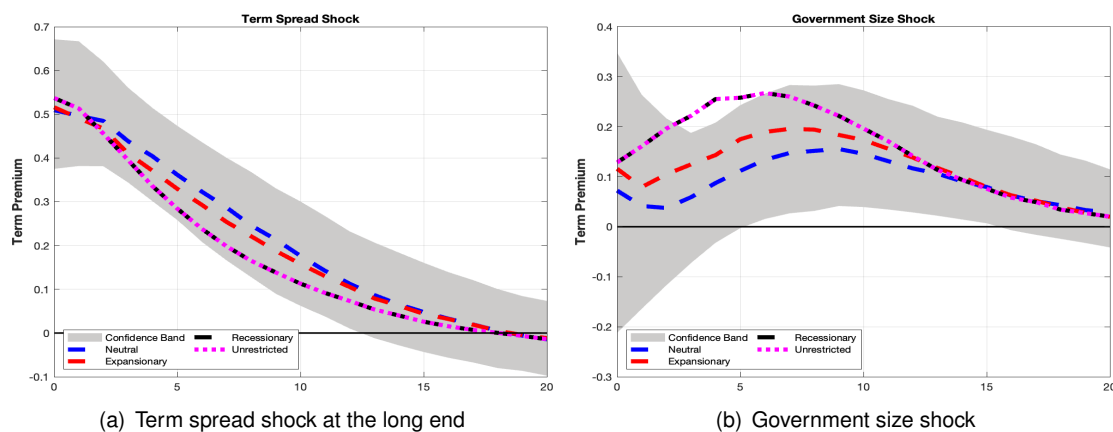 Term Spread Shock
0.7
0.6
0.5
0.4
0.3
0.2
0.1
0
-0.1
Term Premium
Confidence Band
Neutral
Expansionary
Recessionary
Unrestricted
0 5 10 15 20
(a) Term spread shock at the long end
Government Size Shock
0.4
0.3
0.2
0.1
0
-0.1
-0.2
-0.3
Term Premium
Confidence Band
Neutral
Expansionary
Recessionary
Unrestricted
0 5 10 15 20
(b) Government size shock